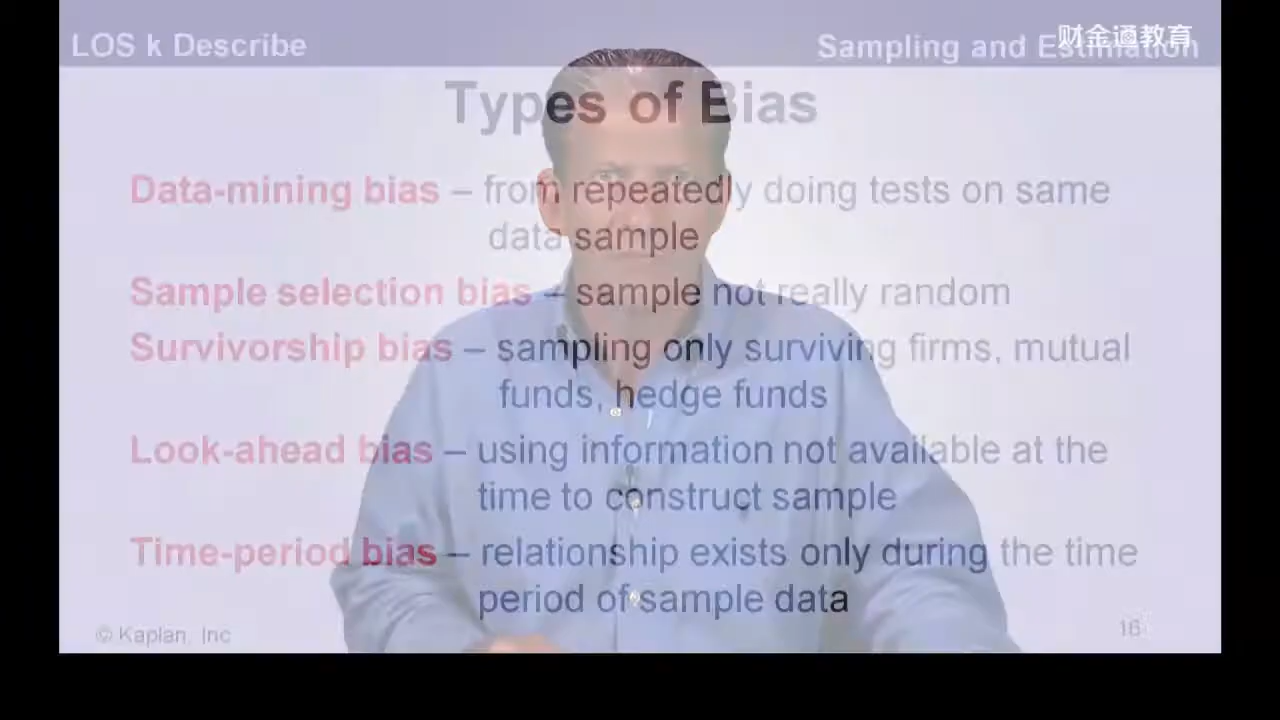 LOS k Describe
Sampling and Estimation
财金通教育
Types of Bias
Data-mining bias – from repeatedly doing tests on same
data sample
Sample selection bias – sample not really random
Survivorship bias – sampling only surviving firms, mutual
funds, hedge funds
Look-ahead bias – using information not available at the
time to construct sample
Time-period bias – relationship exists only during the time
period of sample data
© Kaplan, Inc
16